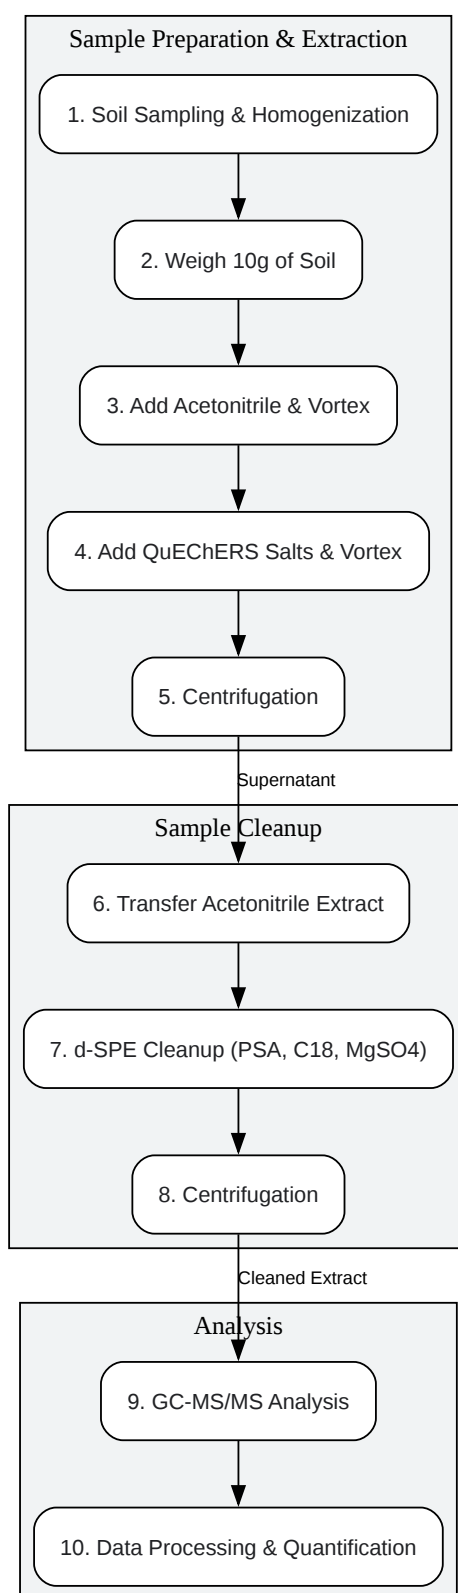 Sample Preparation & Extraction
1. Soil Sampling & Homogenization
2. Weigh 10g of Soil
3. Add Acetonitrile & Vortex
4. Add QuEChERS Salts & Vortex
5. Centrifugation
Supernatant
Sample Cleanup
6. Transfer Acetonitrile Extract
7. d-SPE Cleanup (PSA, C18, MgSO4)
8. Centrifugation
Cleaned Extract
Analysis
9. GC-MS/MS Analysis
10. Data Processing & Quantification